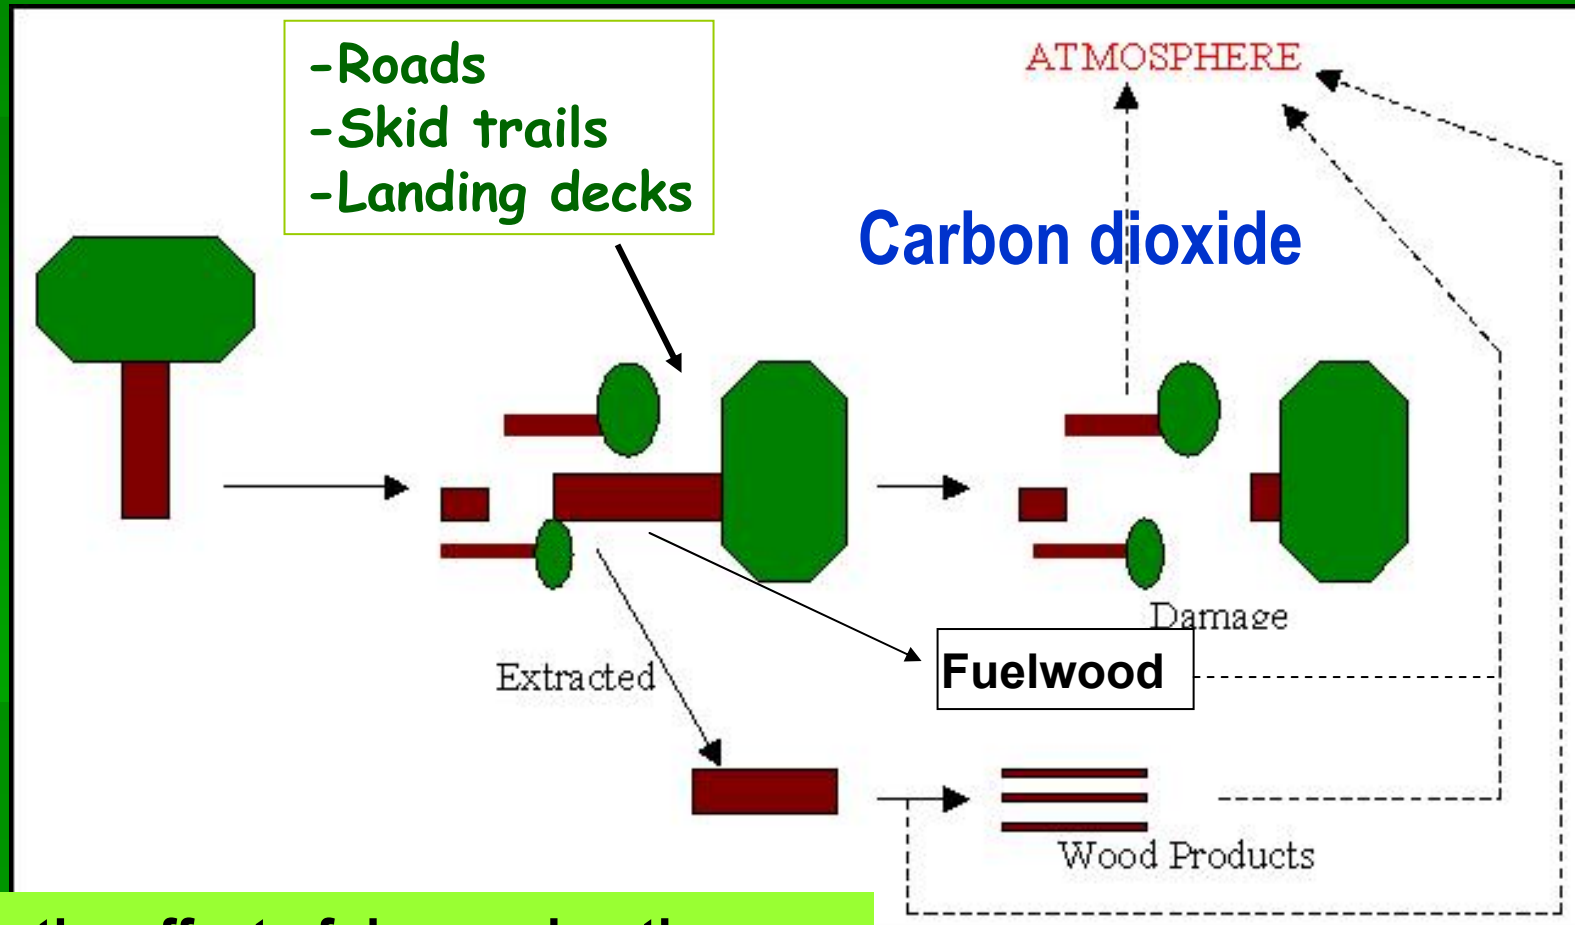 -Roads
-Skid trails
-Landing decks
ATMOSPHERE
Carbon dioxide
Damage
Fuelwood
Extracted
Wood Products